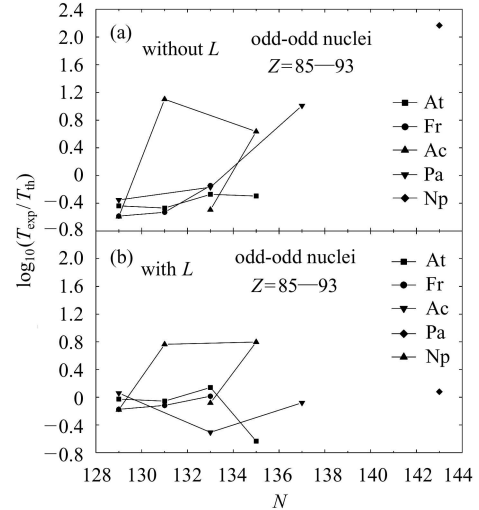 2.4
2.0
1.6
1.2
0.8
0.4
0
−0.4
−0.8
(a)
without L
odd-odd nuclei
Z=85—93
At
Fr
Ac
Pa
Np
log₁₀(T_exp/T_th)
2.0
1.6
1.2
0.8
0.4
0
−0.4
−0.8
(b)
with L
odd-odd nuclei
Z=85—93
At
Fr
Ac
Pa
Np
128 130 132 134 136 138 140 142 144
N